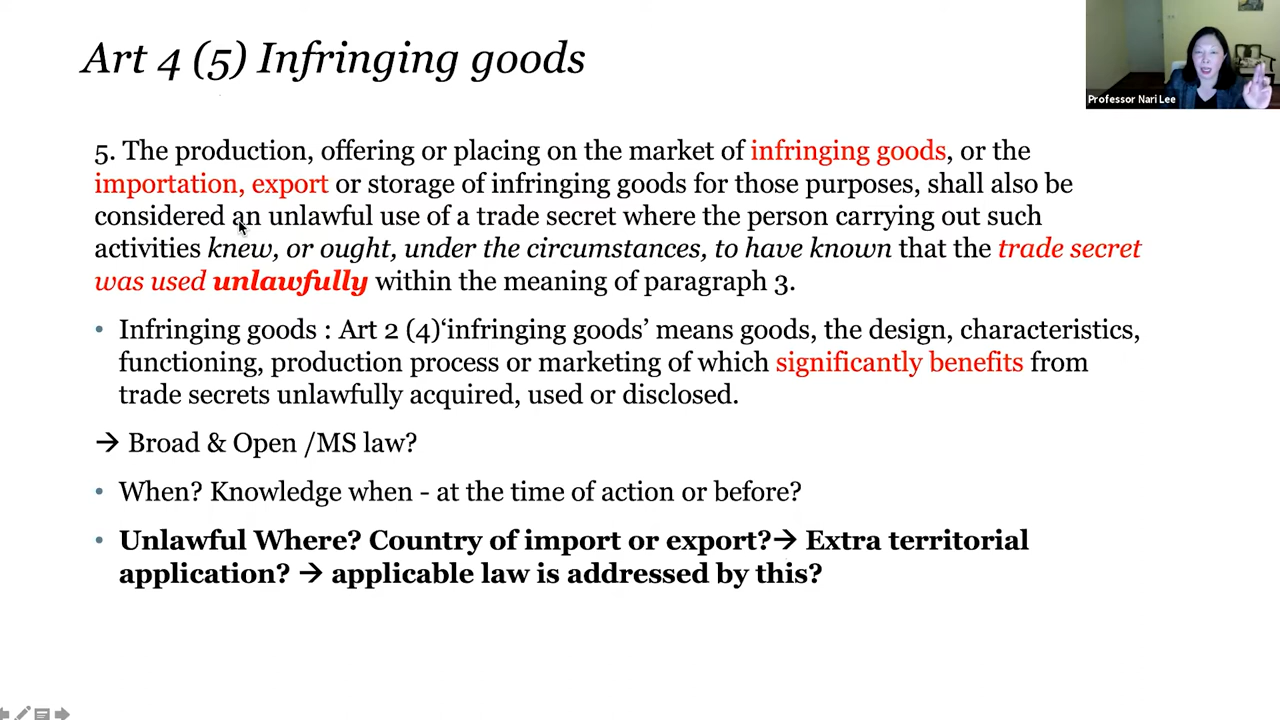 Art 4 (5) Infringing goods
Professor Nari Lee
5. The production, offering or placing on the market of infringing goods, or the
importation, export or storage of infringing goods for those purposes, shall also be
considered an unlawful use of a trade secret where the person carrying out such
activities knew, or ought, under the circumstances, to have known that the trade secret
was used unlawfully within the meaning of paragraph 3.
• Infringing goods : Art 2 (4)‘infringing goods’ means goods, the design, characteristics,
functioning, production process or marketing of which significantly benefits from
trade secrets unlawfully acquired, used or disclosed.
→ Broad & Open /MS law?
• When? Knowledge when - at the time of action or before?
• Unlawful Where? Country of import or export?→ Extra territorial
application? → applicable law is addressed by this?